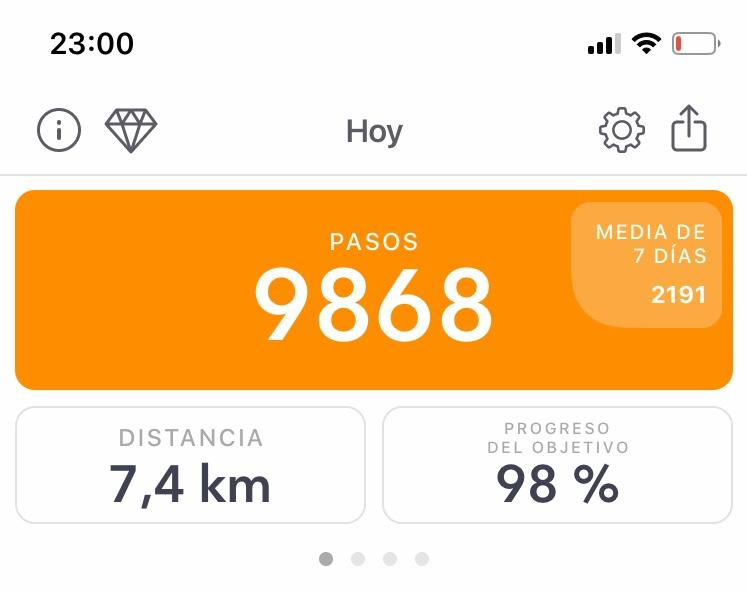 23:00
Hoy
PASOS
9868
MEDIA DE
7 DÍAS
2191
DISTANCIA
7,4 km
PROGRESO
DEL OBJETIVO
98 %